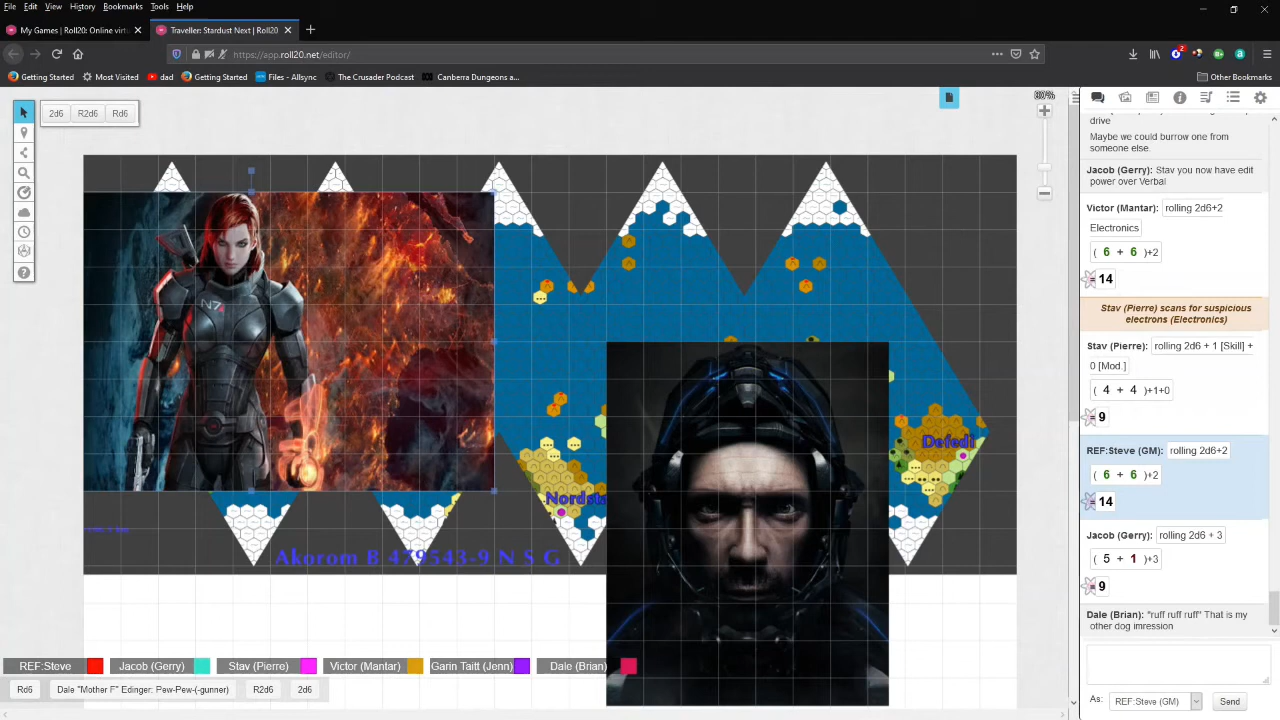 File Edit View History Bookmarks Tools Help
My Games | Roll20: Online virtu
Traveller: Stardust Next | Roll20
https://app.roll20.net/editor/
Getting Started Most Visited dad Getting Started Files - Allsync The Crusader Podcast Canberra Dungeons a... Other Bookmarks
2d6 R2d6 Rd6
N7
Defedi
Nordsta
Akorom B 479543-9 N S G
drive
Maybe we could burrow one from
someone else.
Jacob (Gerry): Stav you now have edit
power over Verbal
Victor (Mantar): rolling 2d6+2
Electronics
( 6 + 6 )+2
=14
Stav (Pierre) scans for suspicious
electrons (Electronics)
Stav (Pierre): rolling 2d6 + 1 [Skill] +
0 [Mod.]
( 4 + 4 )+1+0
=9
REF:Steve (GM): rolling 2d6+2
( 6 + 6 )+2
=14
Jacob (Gerry): rolling 2d6 + 3
( 5 + 1 )+3
=9
Dale (Brian): "ruff ruff ruff" That is my
other dog imression
As: REF:Steve (GM) Send
REF:Steve Jacob (Gerry) Stav (Pierre) Victor (Mantar) Garin Taitt (Jenn) Dale (Brian)
Rd6 Dale "Mother F" Edinger: Pew-Pew-(-gunner) R2d6 2d6